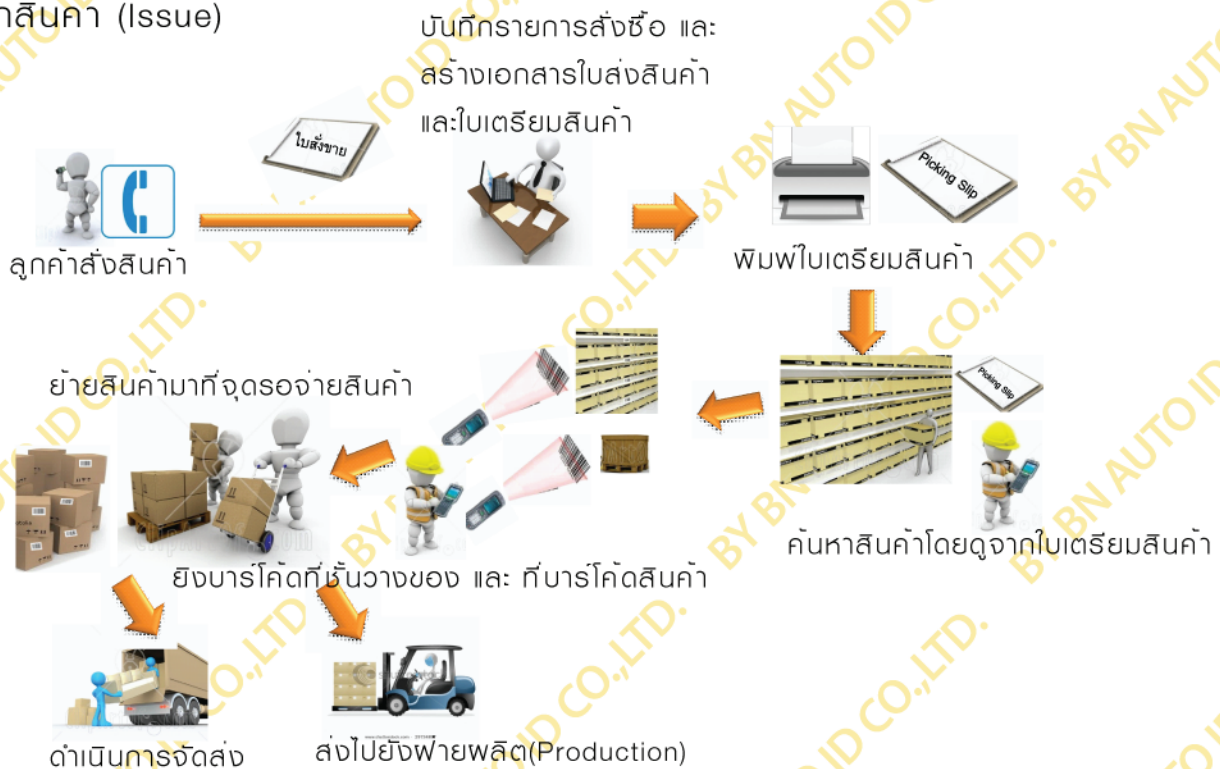 (Issue)
บันทึกรายการสั่งซื้อ และ
สร้างเอกสารใบส่งสินค้า
และใบเตรียมสินค้า
ใบสั่งขาย
Picking Slip
ลูกค้าสั่งสินค้า
พิมพ์ใบเตรียมสินค้า
Picking Slip
ย้ายสินค้ามาที่จุดรอจ่ายสินค้า
ค้นหาสินค้าโดยดูจากใบเตรียมสินค้า
ยิงบาร์โค้ดที่ชั้นวางของ และ ที่บาร์โค้ดสินค้า
ดำเนินการจัดส่ง
ส่งไปยังฝ่ายผลิต(Production)
BY BN AUTO ID CO.,LTD.